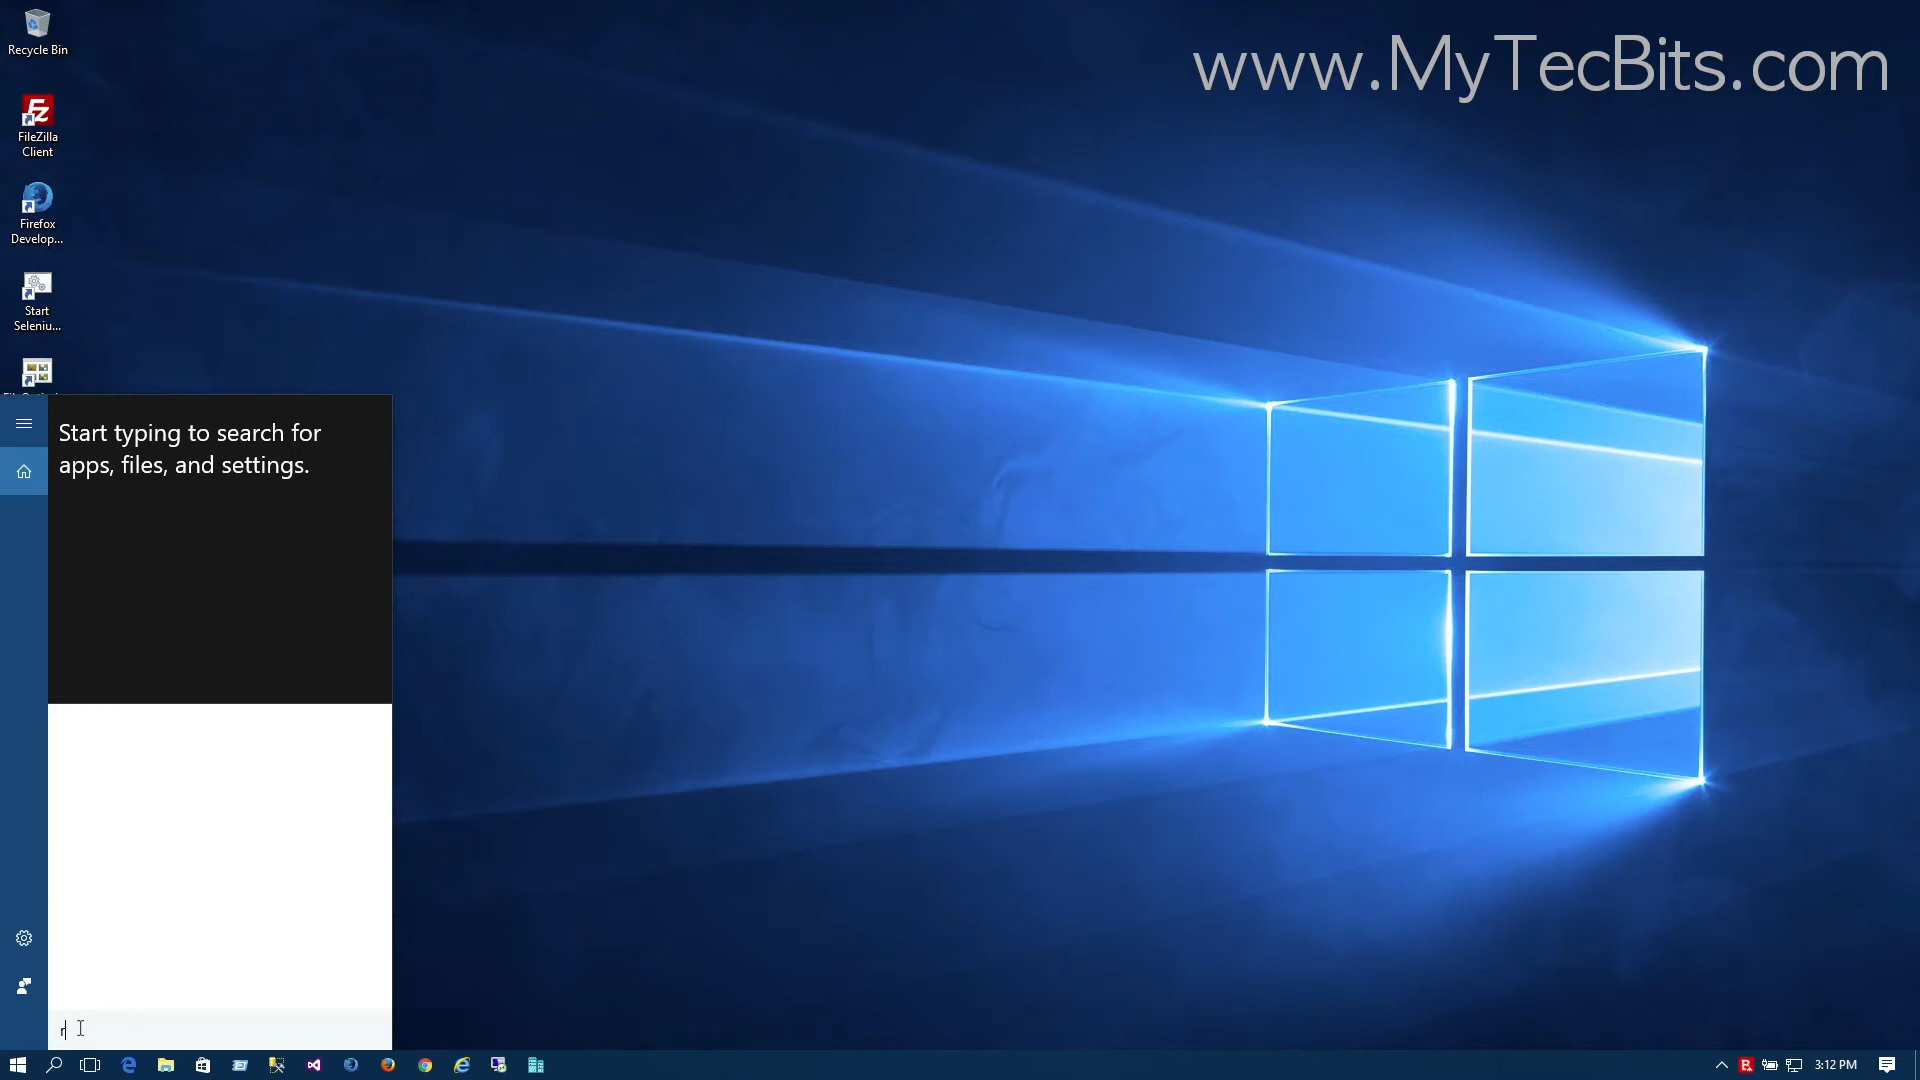 Recycle Bin
www.MyTecBits.com
FileZilla
Client
Firefox
Develop...
Start
Seleniu...
Start typing to search for
apps, files, and settings.
r
3:12 PM